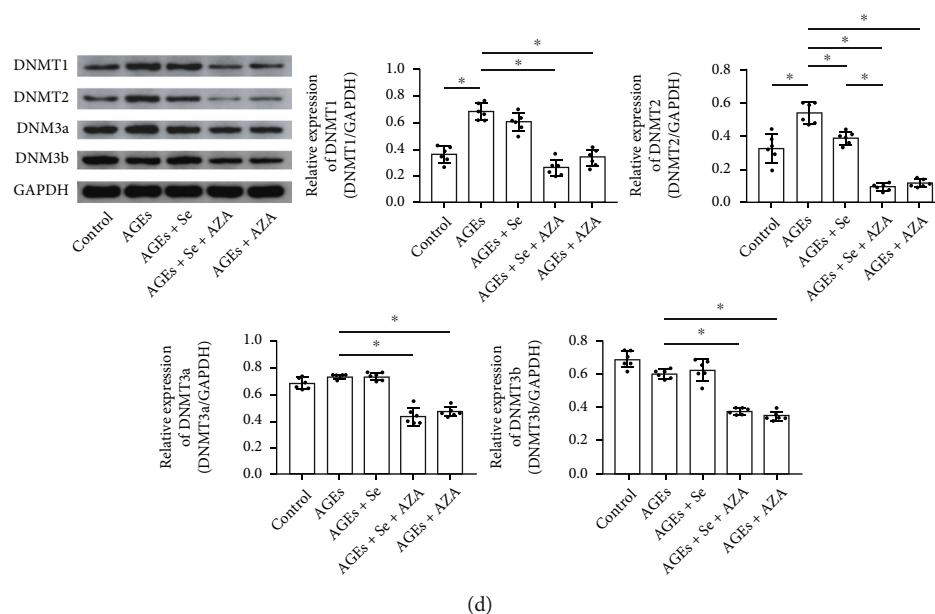 DNMT1
DNMT2
DNM3a
DNM3b
GAPDH
Control
AGEs
AGEs + Se
AGEs + Se + AZA
AGEs + AZA
Relative expression
of DNMT1
(DNMT1/GAPDH)
1.0
0.8
0.6
0.4
0.2
0.0
*
*
*
Control
AGEs
AGEs + Se
AGEs + Se + AZA
AGEs + AZA
Relative expression
of DNMT2
(DNMT2/GAPDH)
0.8
0.6
0.4
0.2
0.0
*
*
*
*
*
Control
AGEs
AGEs + Se
AGEs + Se + AZA
AGEs + AZA
Relative expression
of DNMT3a
(DNMT3a/GAPDH)
1.0
0.8
0.6
0.4
0.2
0.0
*
*
Control
AGEs
AGEs + Se
AGEs + Se + AZA
AGEs + AZA
Relative expression
of DNMT3b
(DNMT3b/GAPDH)
0.8
0.6
0.4
0.2
0.0
*
*
Control
AGEs
AGEs + Se
AGEs + Se + AZA
AGEs + AZA
(d)